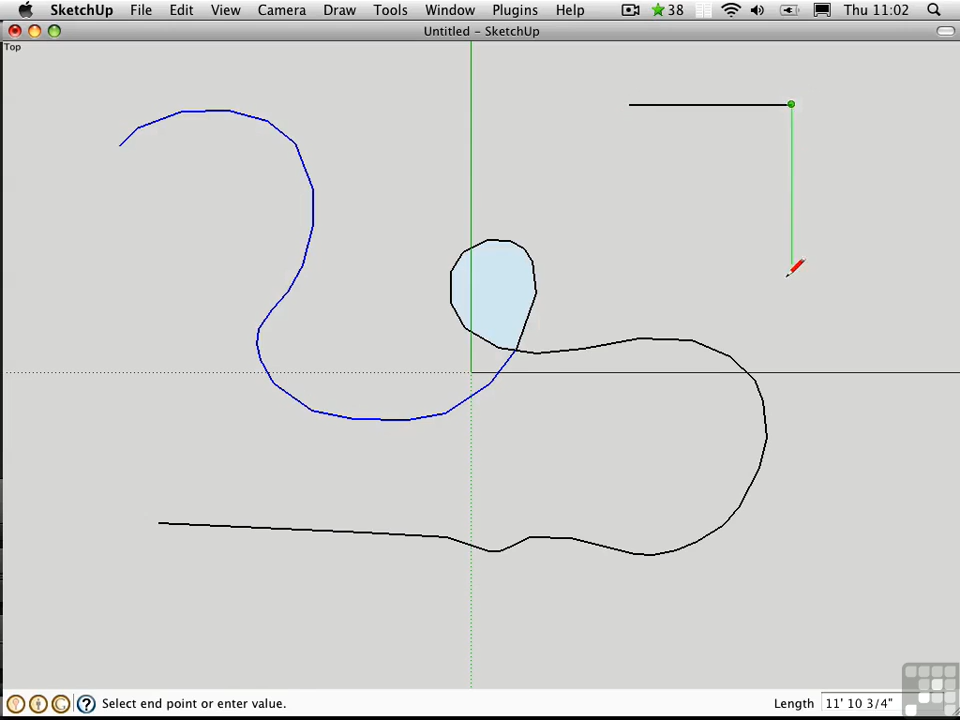 SketchUp File Edit View Camera Draw Tools Window Plugins Help 38 Thu 11:02
Untitled - SketchUp
Top
Select end point or enter value. Length 11' 10 3/4"